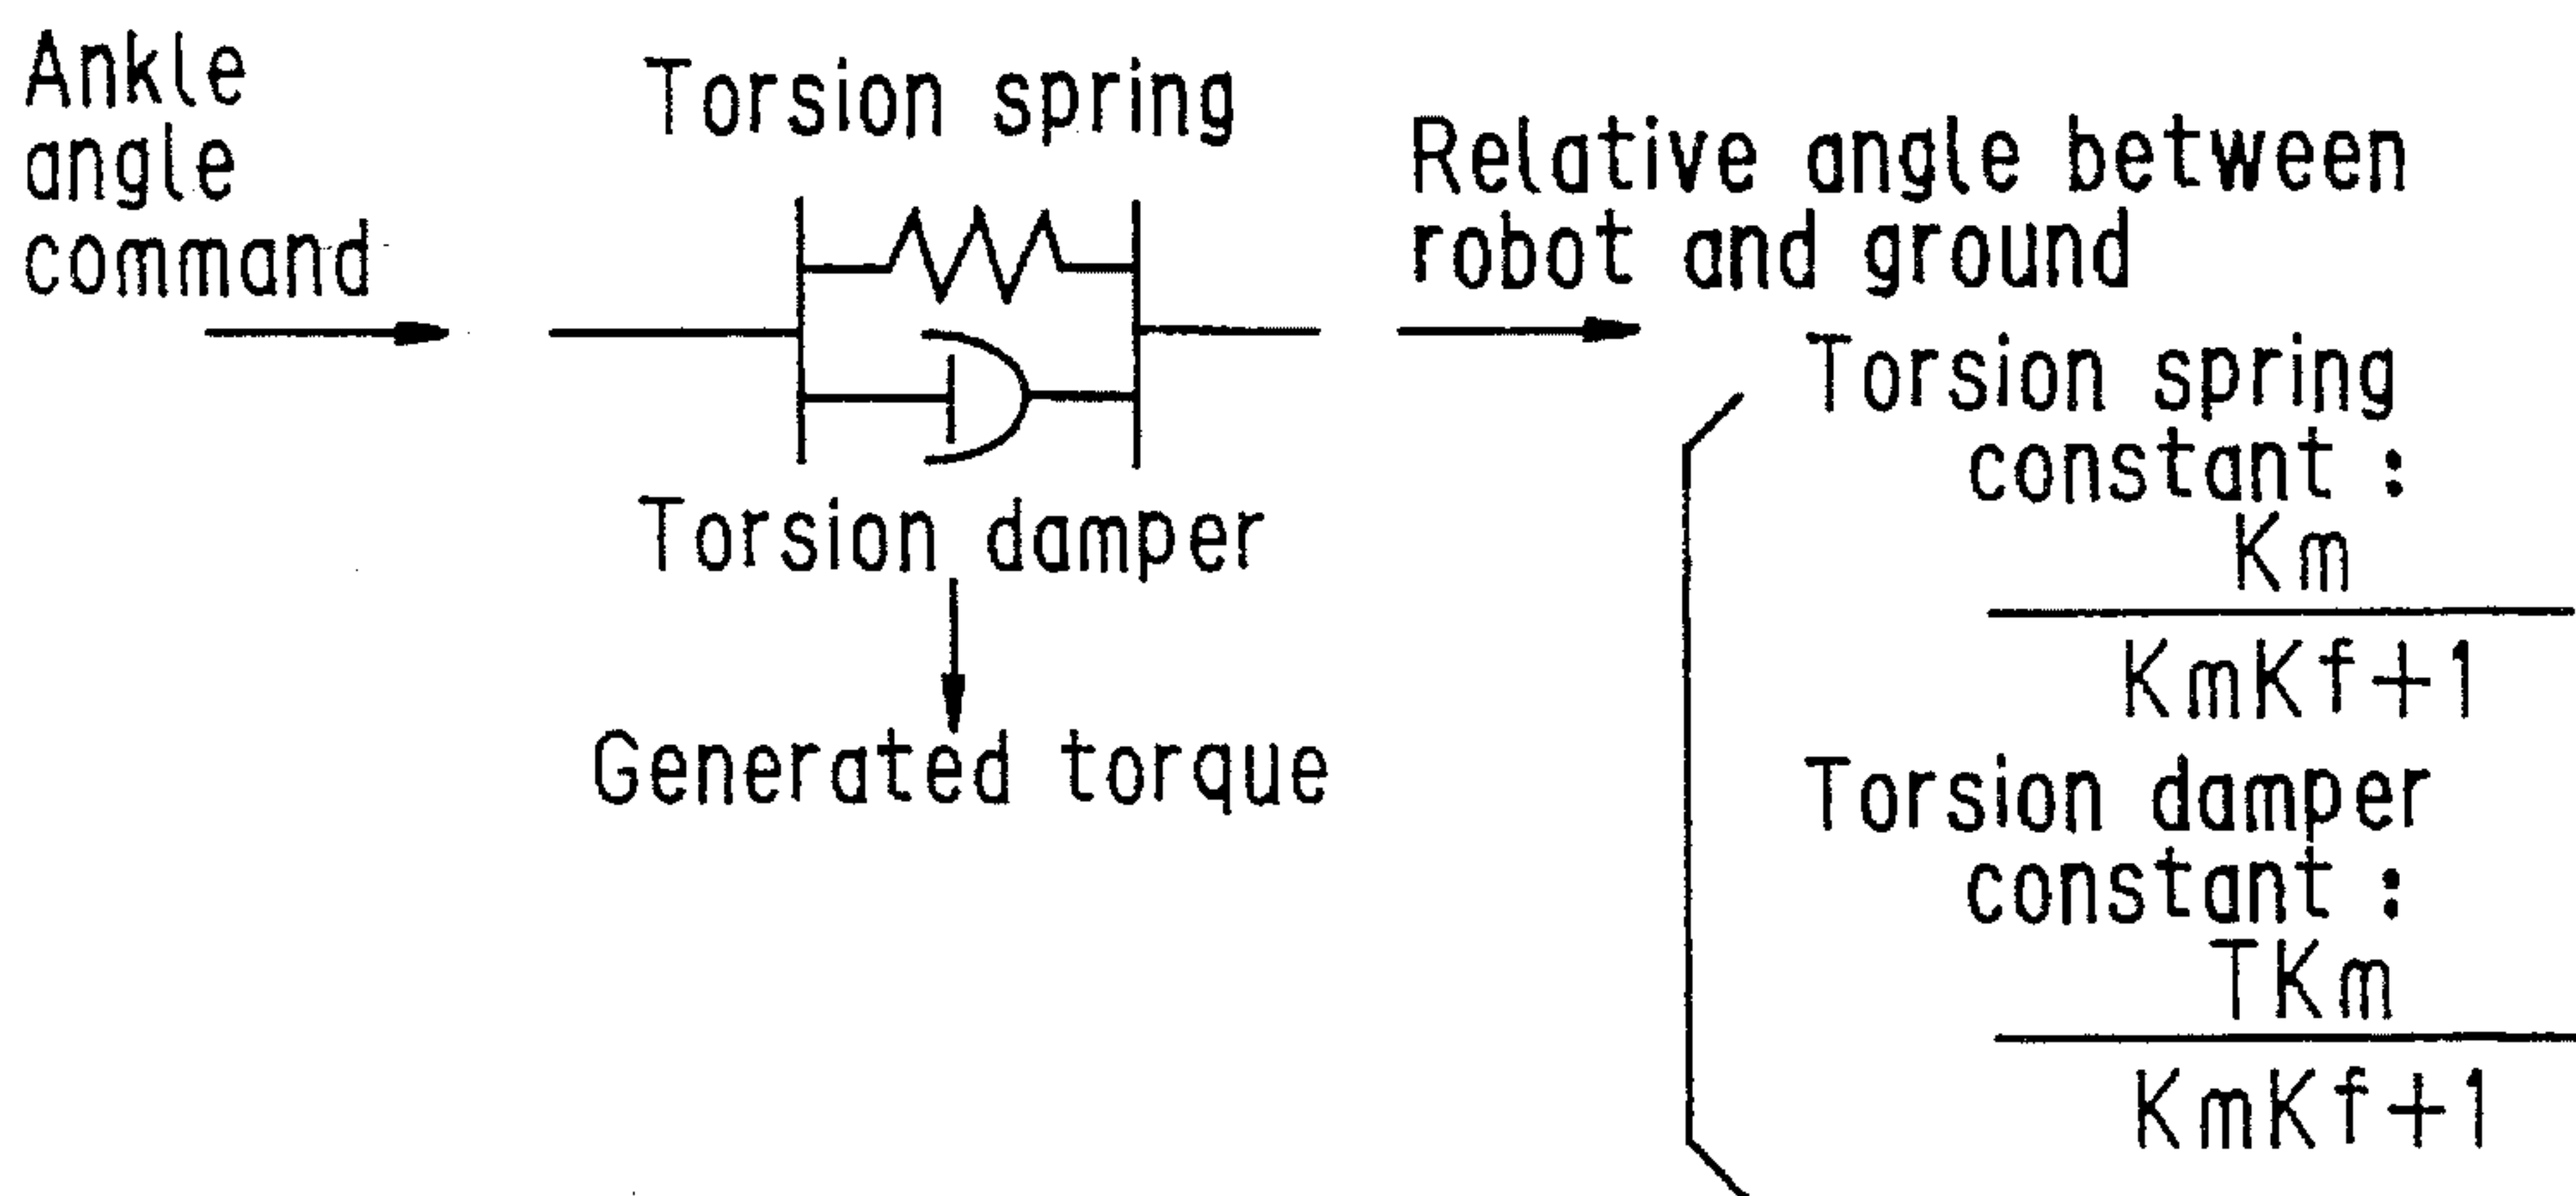 Ankle
angle
command
Torsion spring
Relative angle between
robot and ground
Torsion damper
Generated torque
Torsion spring
constant :
Km
KmKf+1
Torsion damper
constant :
TKm
KmKf+1